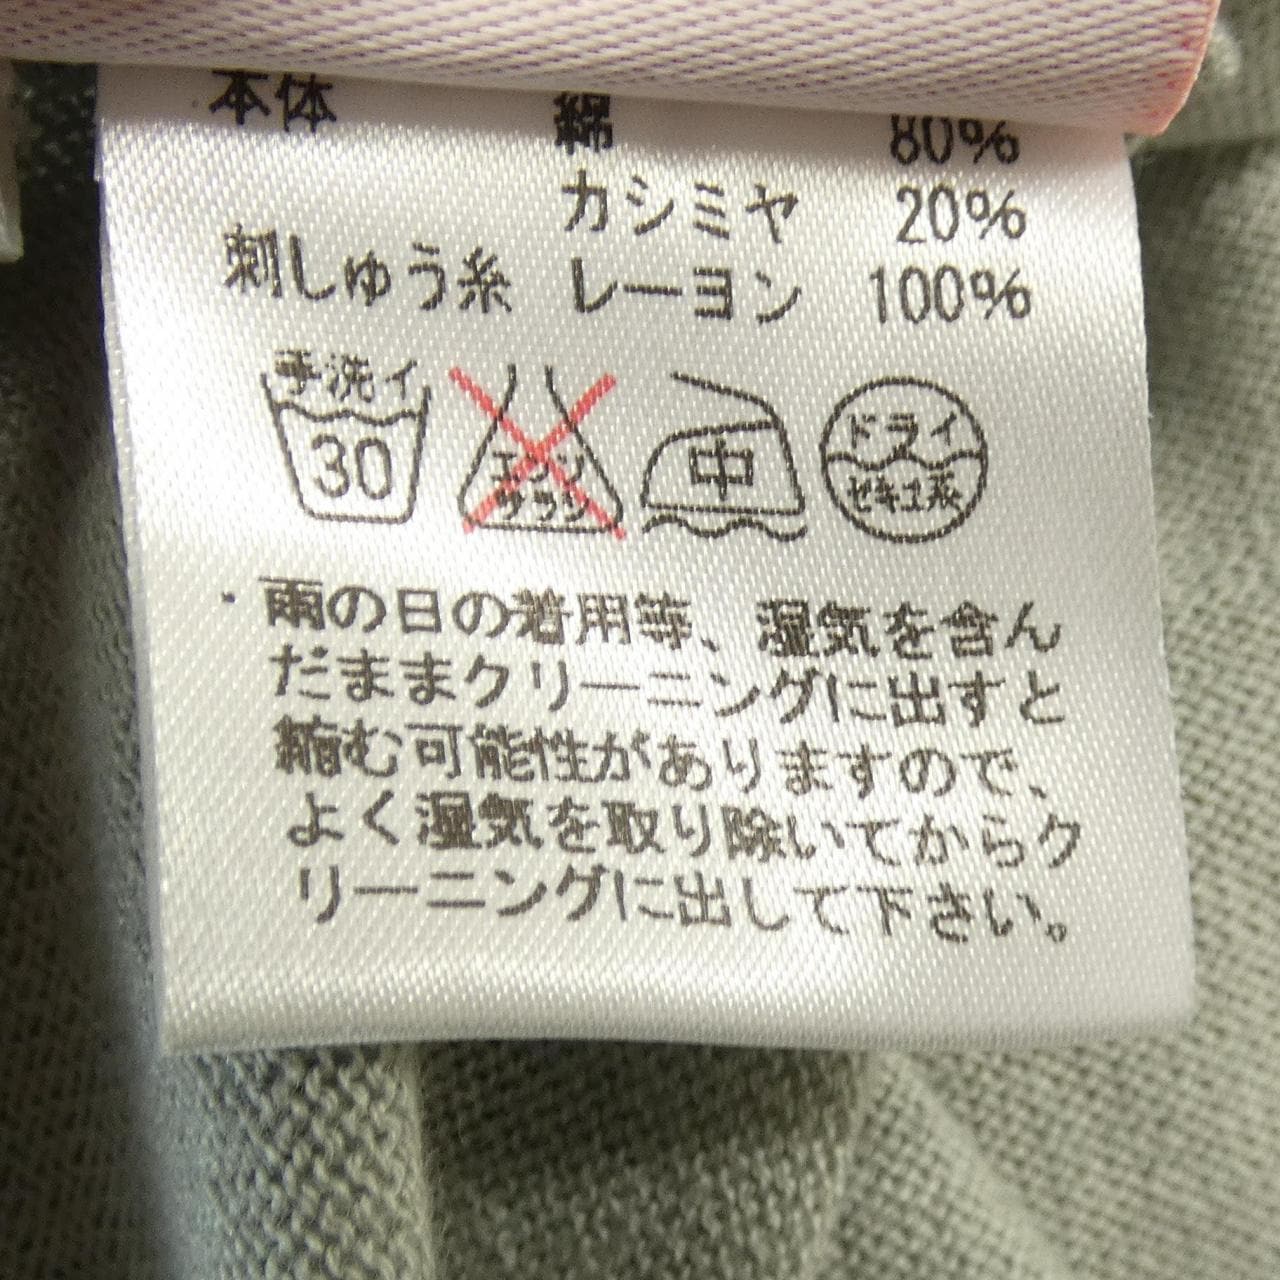 本体 綿 80%
カシミヤ 20%
刺しゅう糸 レーヨン 100%
手洗イ 30
エンソ サラシ
中
ドライ セキユ系
・雨の日の着用等、湿気を含ん
だままクリーニングに出すと
縮む可能性がありますので、
よく湿気を取り除いてからク
リーニングに出して下さい。